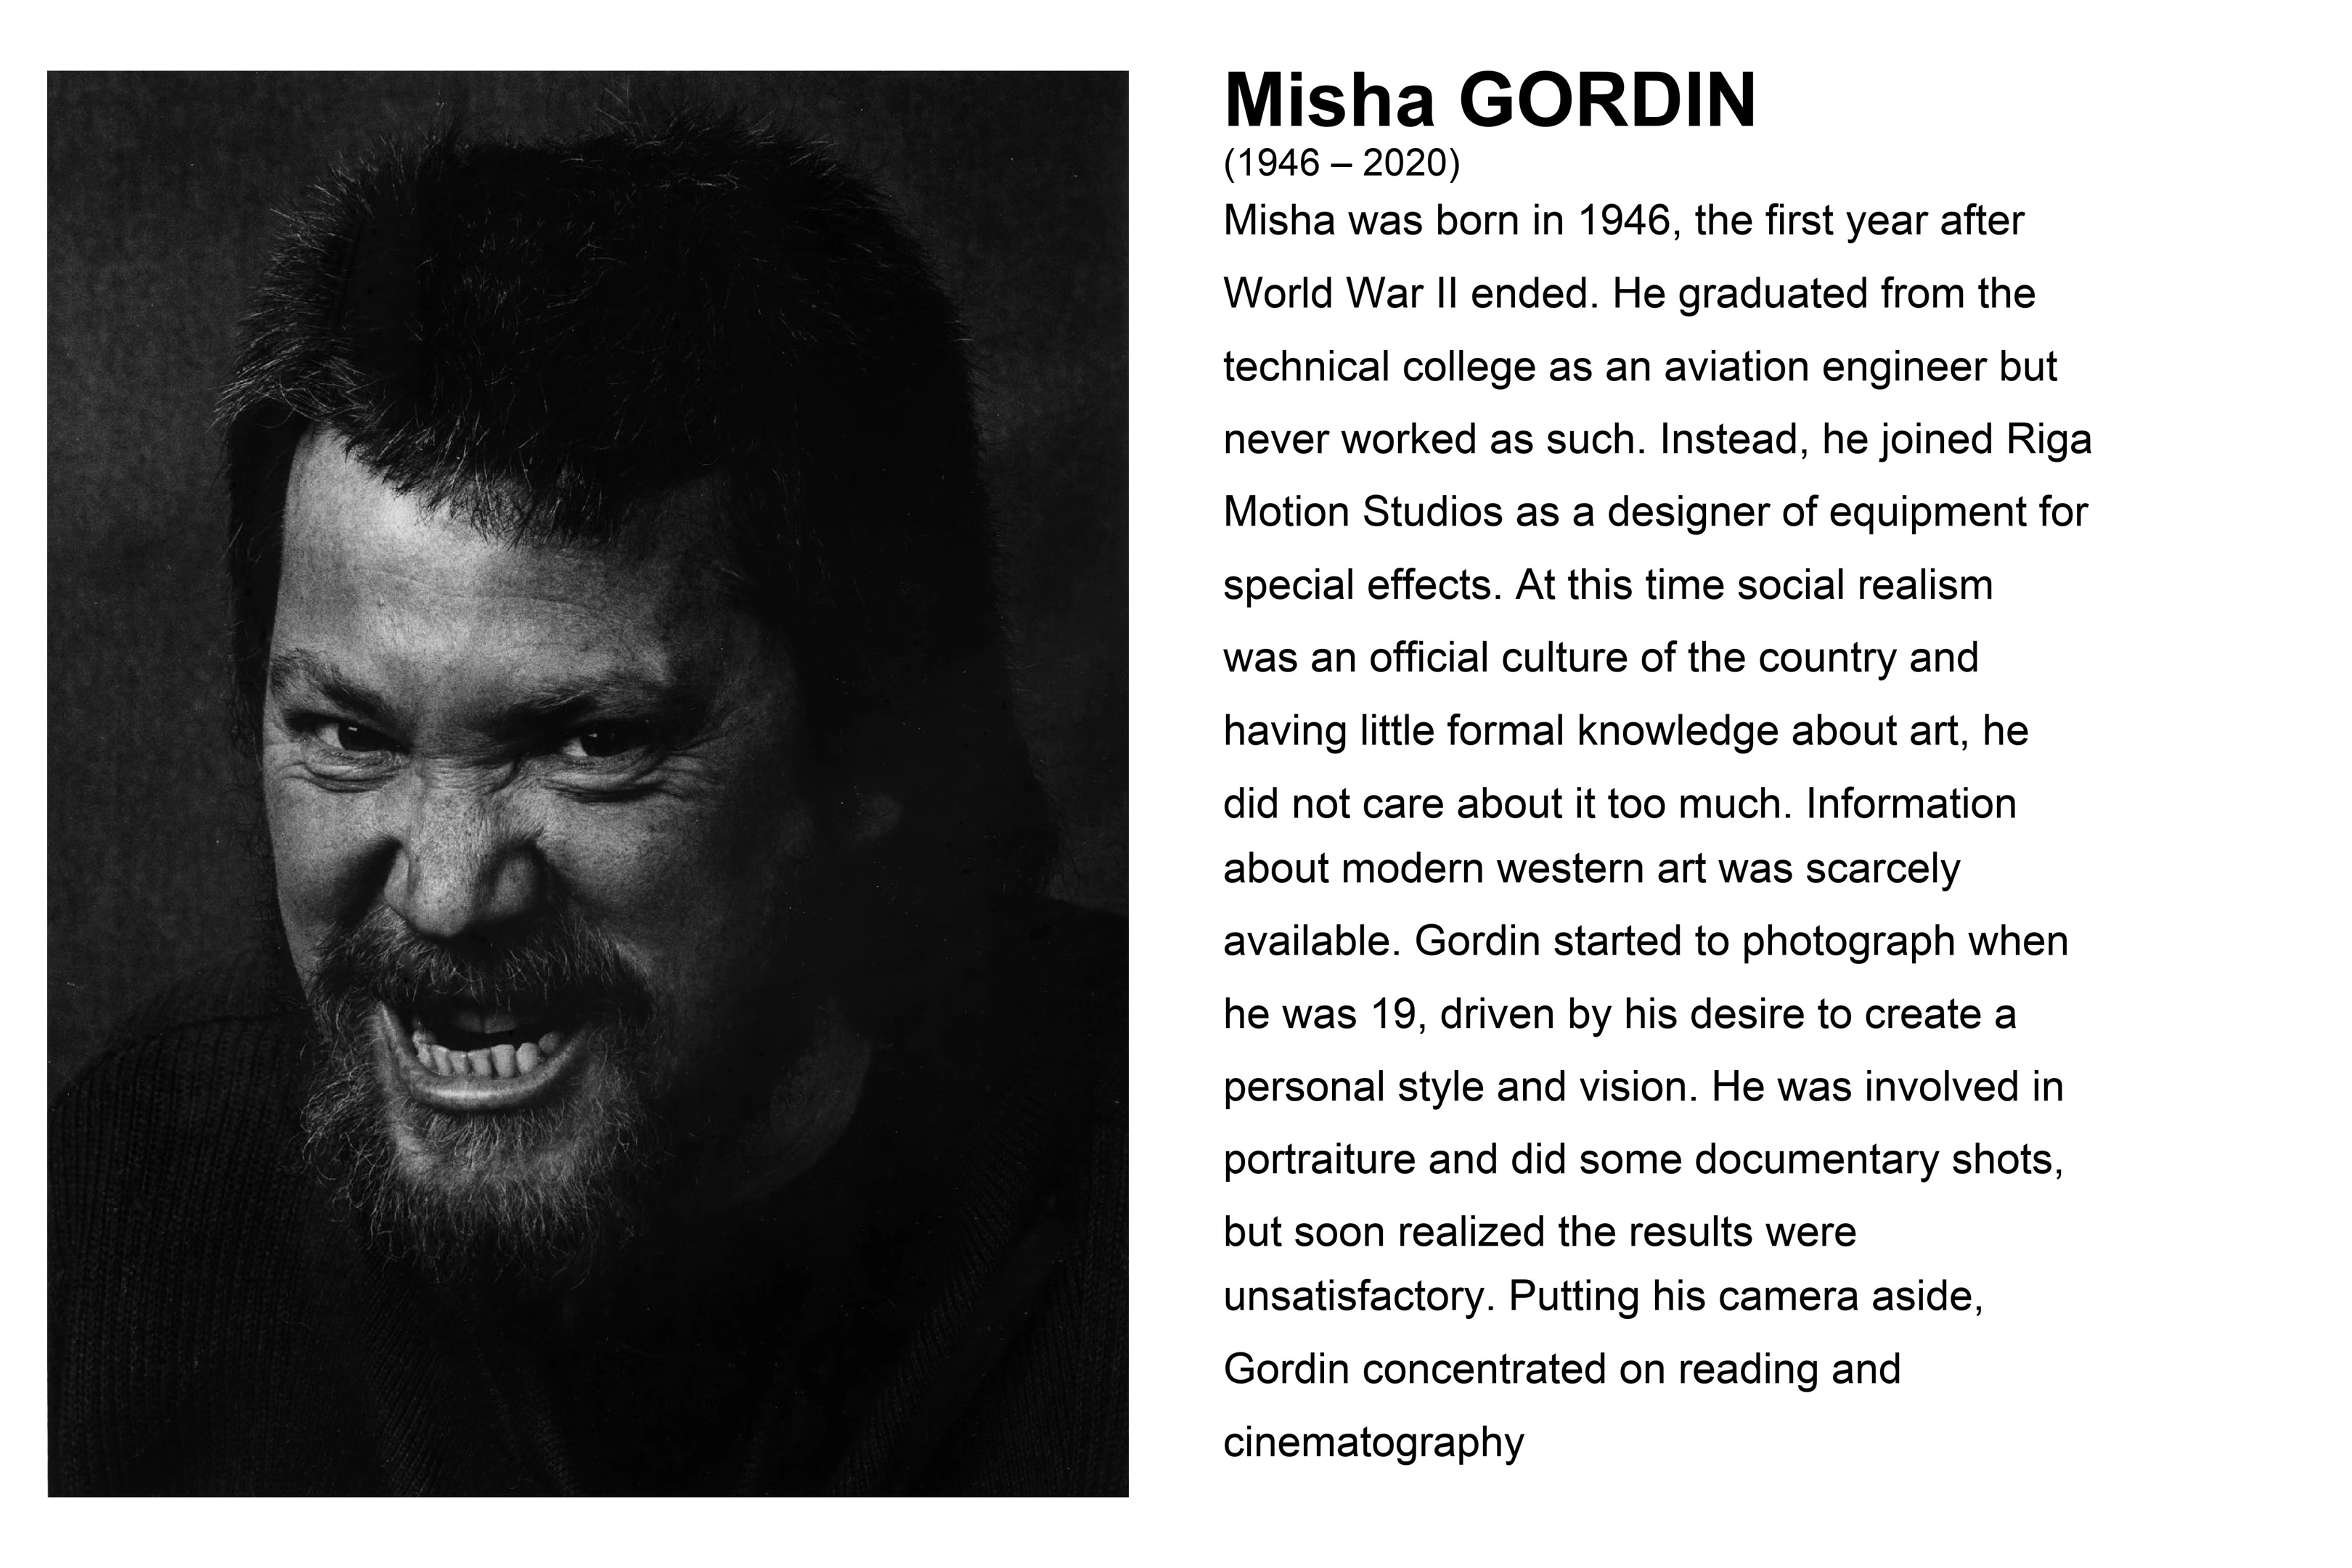 Misha GORDIN
(1946 – 2020)
Misha was born in 1946, the first year after
World War II ended. He graduated from the
technical college as an aviation engineer but
never worked as such. Instead, he joined Riga
Motion Studios as a designer of equipment for
special effects. At this time social realism
was an official culture of the country and
having little formal knowledge about art, he
did not care about it too much. Information
about modern western art was scarcely
available. Gordin started to photograph when
he was 19, driven by his desire to create a
personal style and vision. He was involved in
portraiture and did some documentary shots,
but soon realized the results were
unsatisfactory. Putting his camera aside,
Gordin concentrated on reading and
cinematography